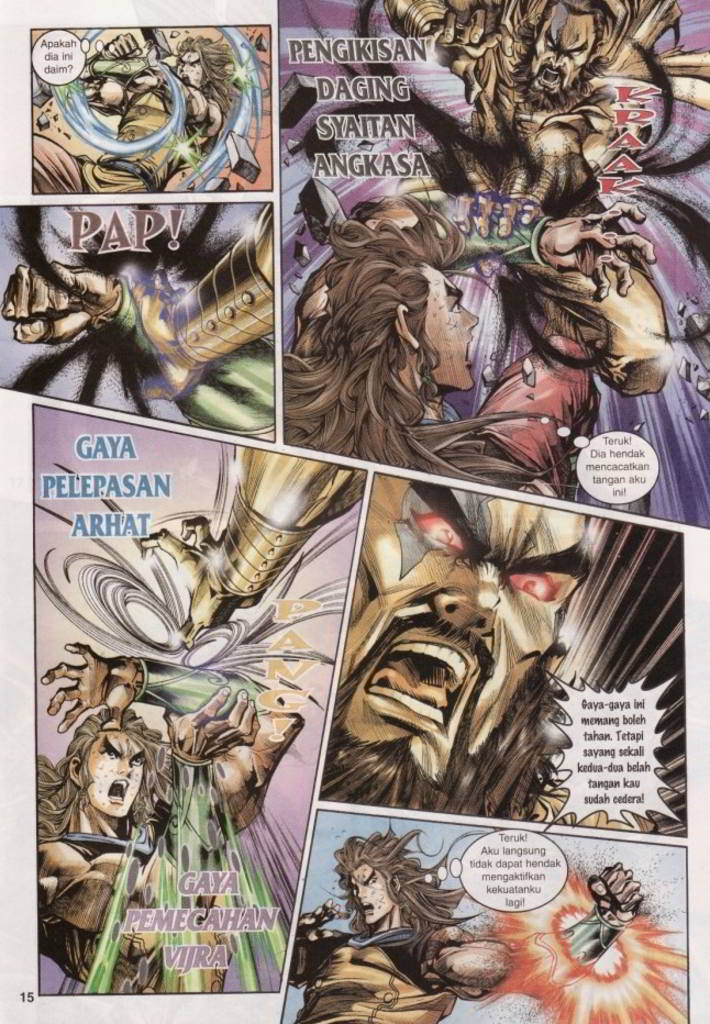 Apakah
dia ini
daim?
PENGIKISAN
DAGING
SYAITAN
ANGKASA
KRAAK
PAP!
Teruk!
Dia hendak
mencacatkan
tangan aku
ini!
GAYA
PELEPASAN
ARHAT
PANG!
GAYA
PEMECAHAN
VIJRA
Gaya-gaya ini
memang boleh
tahan. Tetapi
sayang sekali
kedua-dua belah
tangan kau
sudah cedera!
Teruk!
Aku langsung
tidak dapat hendak
mengaktifkan
kekuatanku
lagi!
15